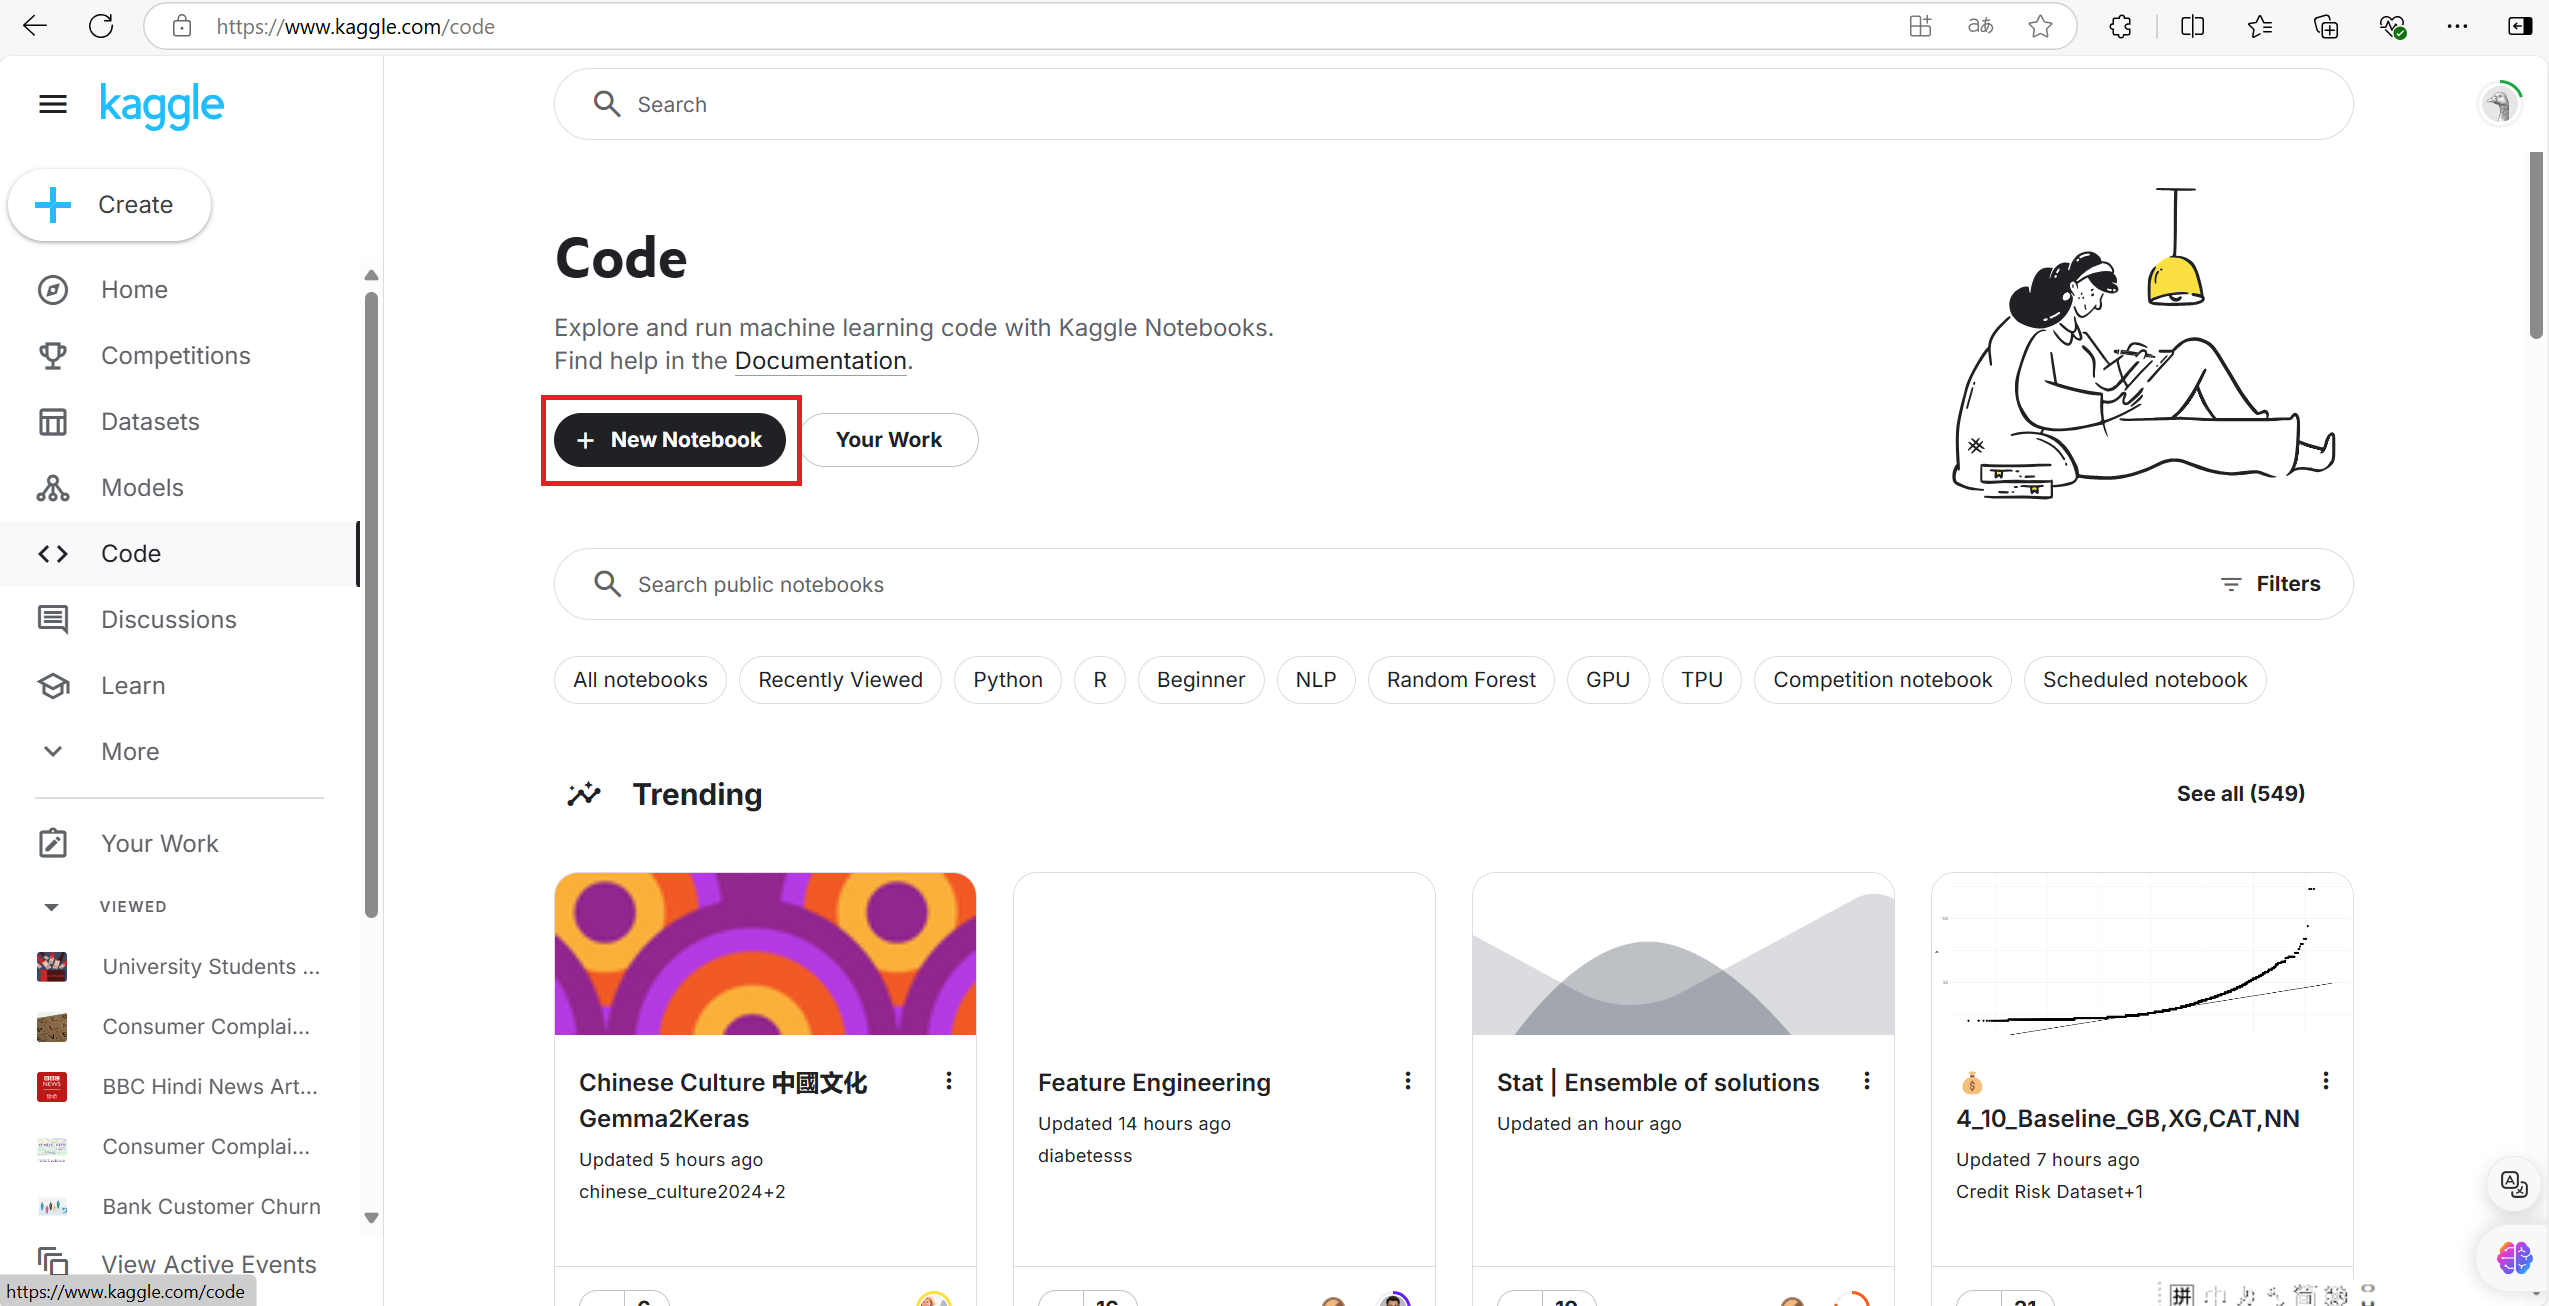 https://www.kaggle.com/code
kaggle
Search
Create
Home
Competitions
Datasets
Models
Code
Discussions
Learn
More
Your Work
VIEWED
University Students ...
Consumer Complai...
BBC Hindi News Art...
Consumer Complai...
Bank Customer Churn
View Active Events
https://www.kaggle.com/code
Code
Explore and run machine learning code with Kaggle Notebooks.
Find help in the Documentation.
+ New Notebook
Your Work
Search public notebooks
Filters
All notebooks
Recently Viewed
Python
R
Beginner
NLP
Random Forest
GPU
TPU
Competition notebook
Scheduled notebook
Trending
See all (549)
Chinese Culture 中國文化
Gemma2Keras
Updated 5 hours ago
chinese_culture2024+2
Feature Engineering
Updated 14 hours ago
diabetesss
Stat | Ensemble of solutions
Updated an hour ago
4_10_Baseline_GB,XG,CAT,NN
Updated 7 hours ago
Credit Risk Dataset+1